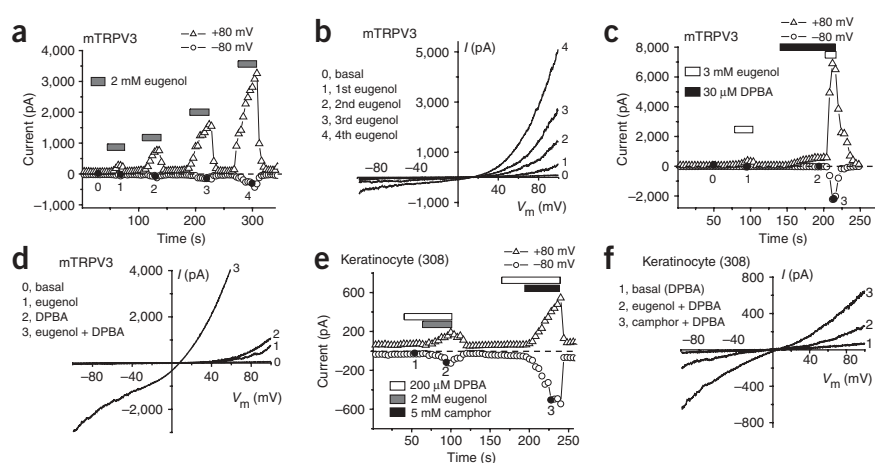 a
mTRPV3
+80 mV
−80 mV
2 mM eugenol
Current (pA)
4,000
3,000
2,000
1,000
0
−1,000
0 1 2 3 4
100 200 300
Time (s)
b
mTRPV3
I (pA)
0, basal
1, 1st eugenol
2, 2nd eugenol
3, 3rd eugenol
4, 4th eugenol
5,000
3,000
1,000
−1,000
−80 −40
40 80
Vm (mV)
4
3
2
1
0
c
mTRPV3
+80 mV
−80 mV
3 mM eugenol
30 μM DPBA
Current (pA)
8,000
6,000
4,000
2,000
0
−2,000
0 1 2 3
50 100 150 200 250
Time (s)
d
mTRPV3
I (pA)
0, basal
1, eugenol
2, DPBA
3, eugenol + DPBA
4,000
2,000
−2,000
−80 −40 0 40 80
Vm (mV)
3
2
1
0
e
Keratinocyte (308)
+80 mV
−80 mV
Current (pA)
600
200
−200
−600
1 2 3
200 μM DPBA
2 mM eugenol
5 mM camphor
0 50 100 150 200 250
Time (s)
f
Keratinocyte (308)
I (pA)
1, basal (DPBA)
2, eugenol + DPBA
3, camphor + DPBA
800
400
−400
−800
−80 −40
40 80
Vm (mV)
3
2
1